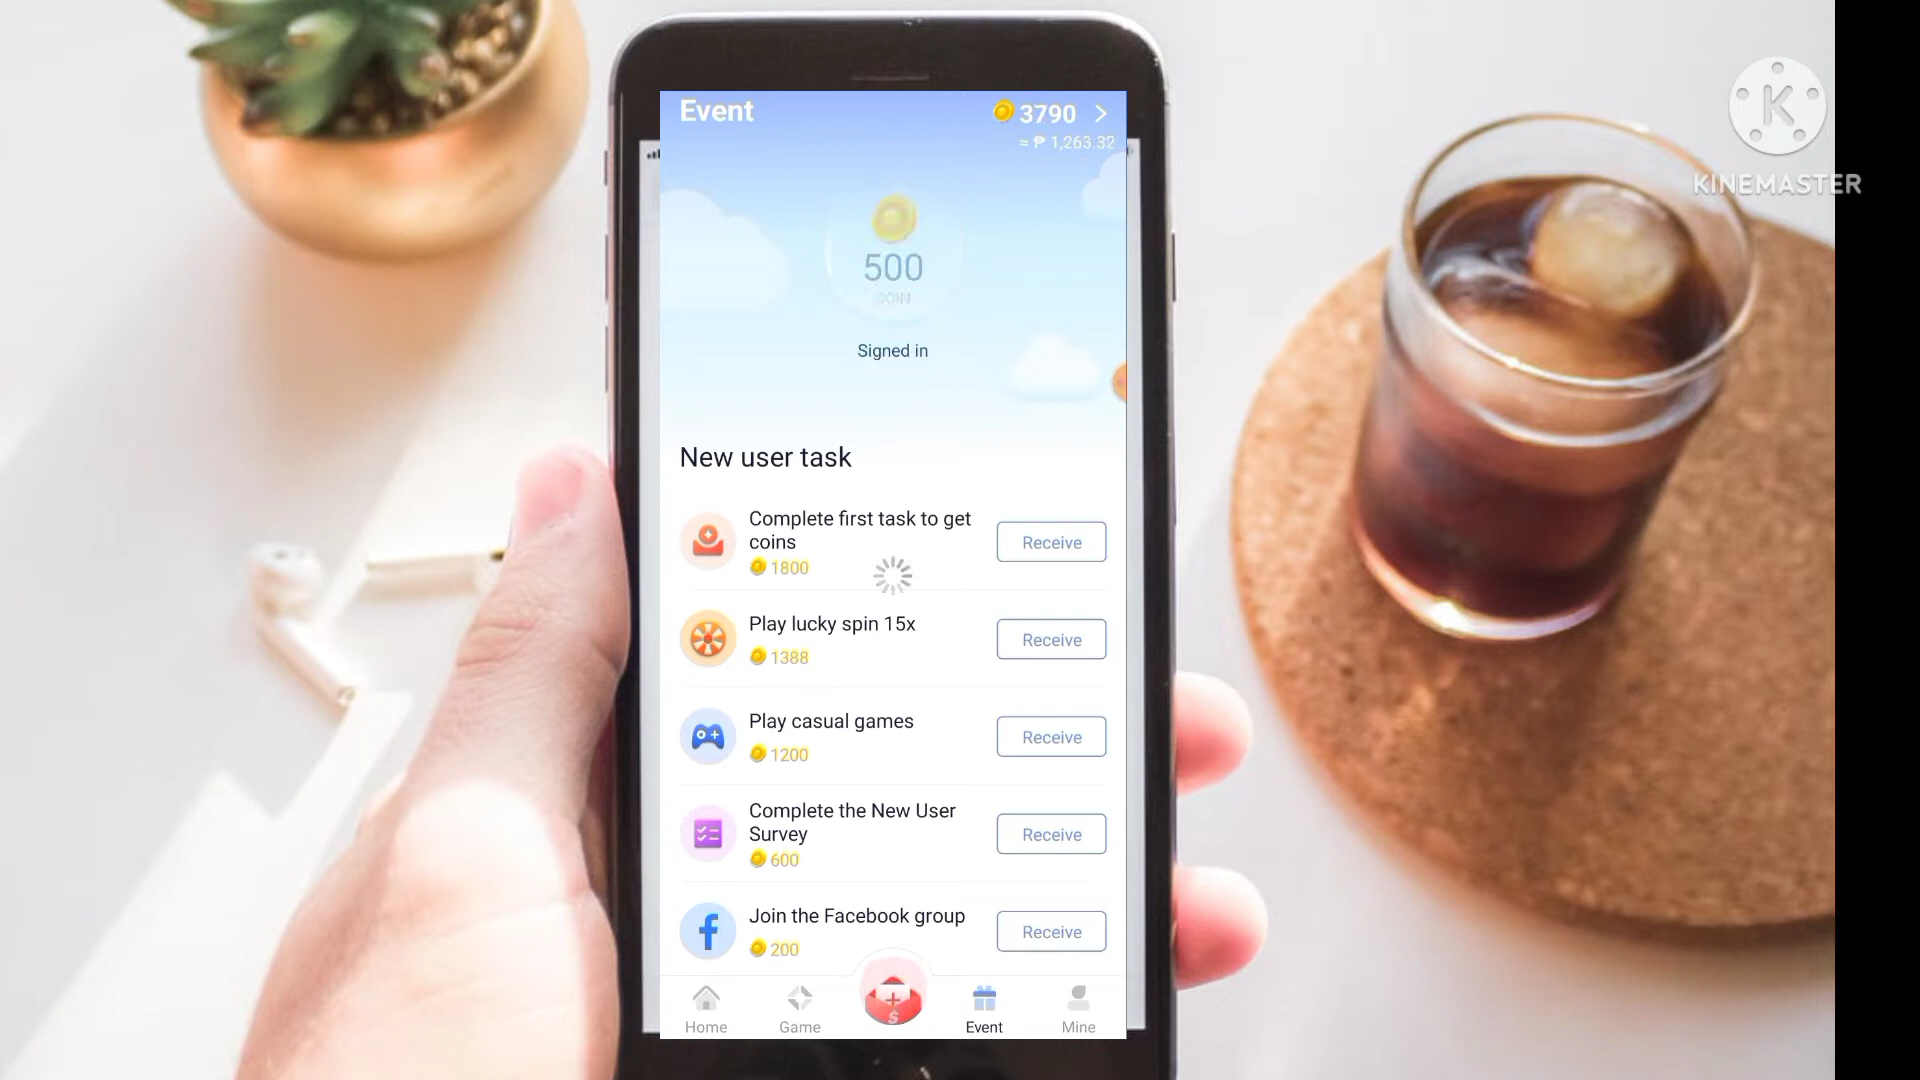 Event
3790
≈ ₱ 1,263.32
500
COIN
Signed in
New user task
Complete first task to get
coins
1800
Receive
Play lucky spin 15x
1388
Receive
Play casual games
1200
Receive
Complete the New User
Survey
600
Receive
Join the Facebook group
200
Receive
Home
Game
Event
Mine
K
KINEMASTER